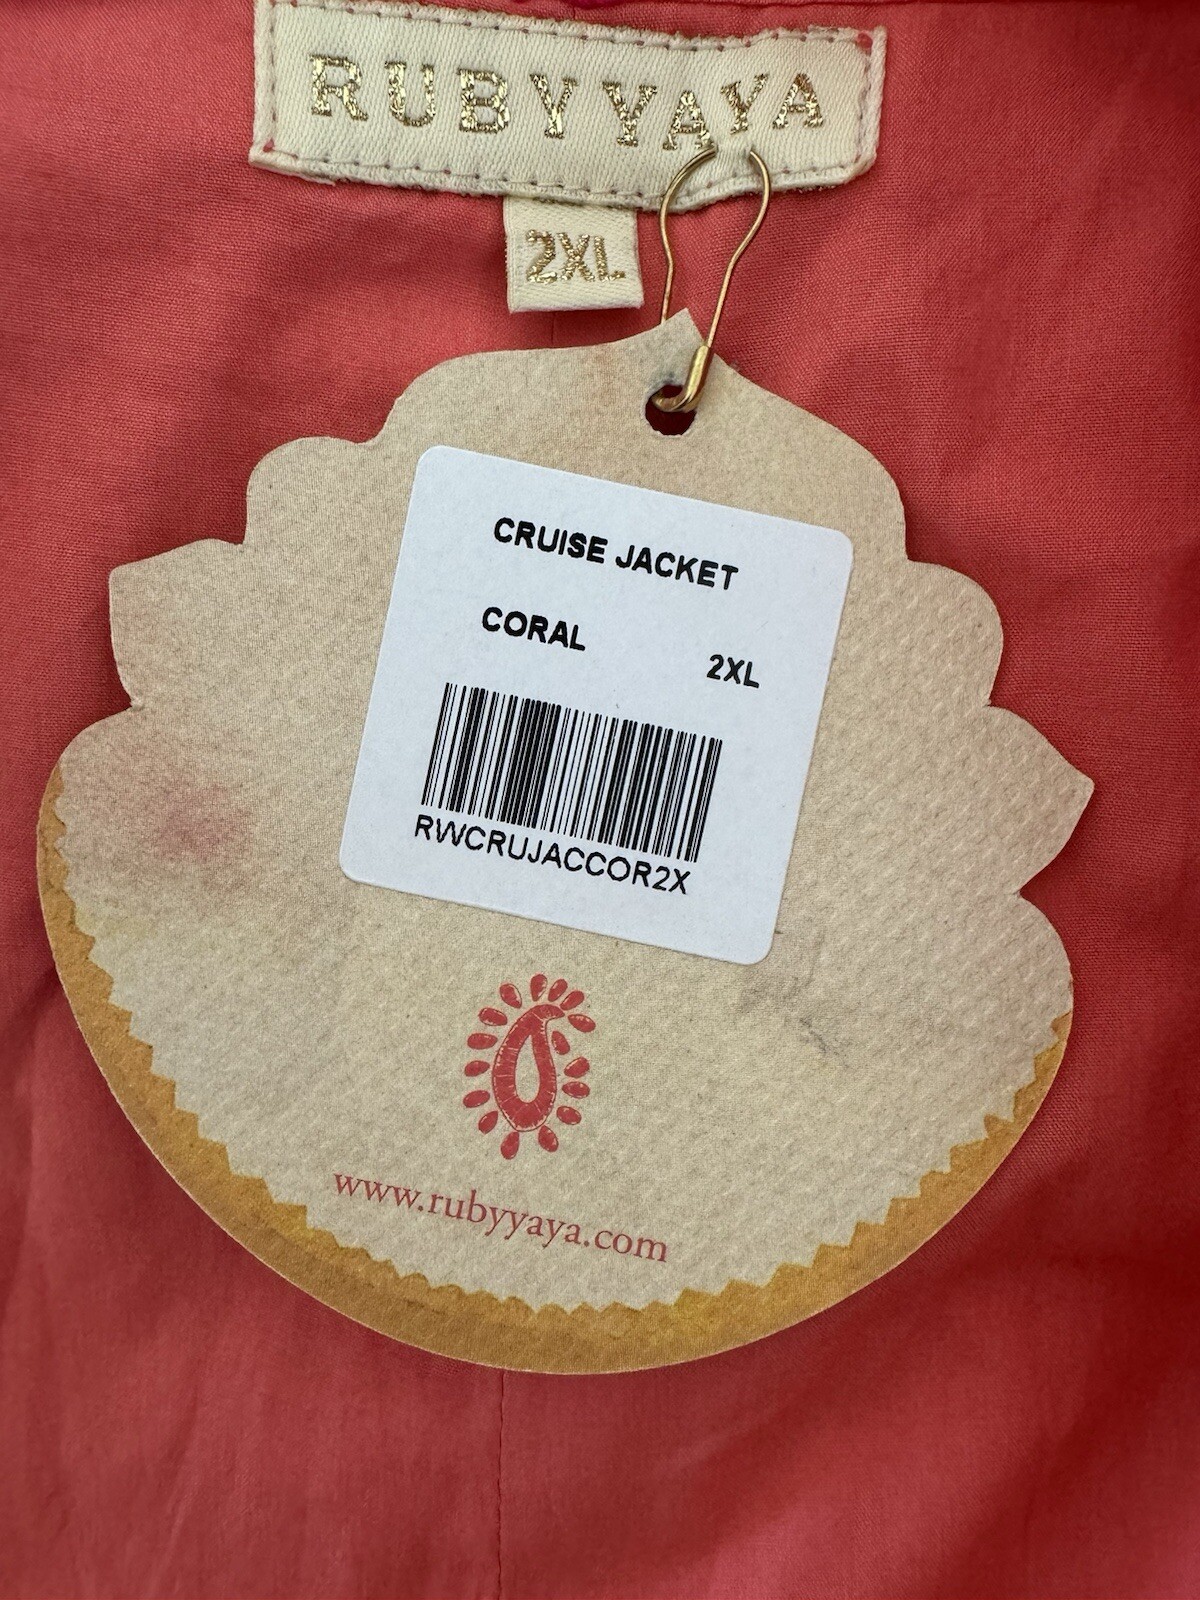 RUBY YAYA
2XL
CRUISE JACKET
CORAL
2XL
RWCRUJACCOR2X
www.rubyyaya.com